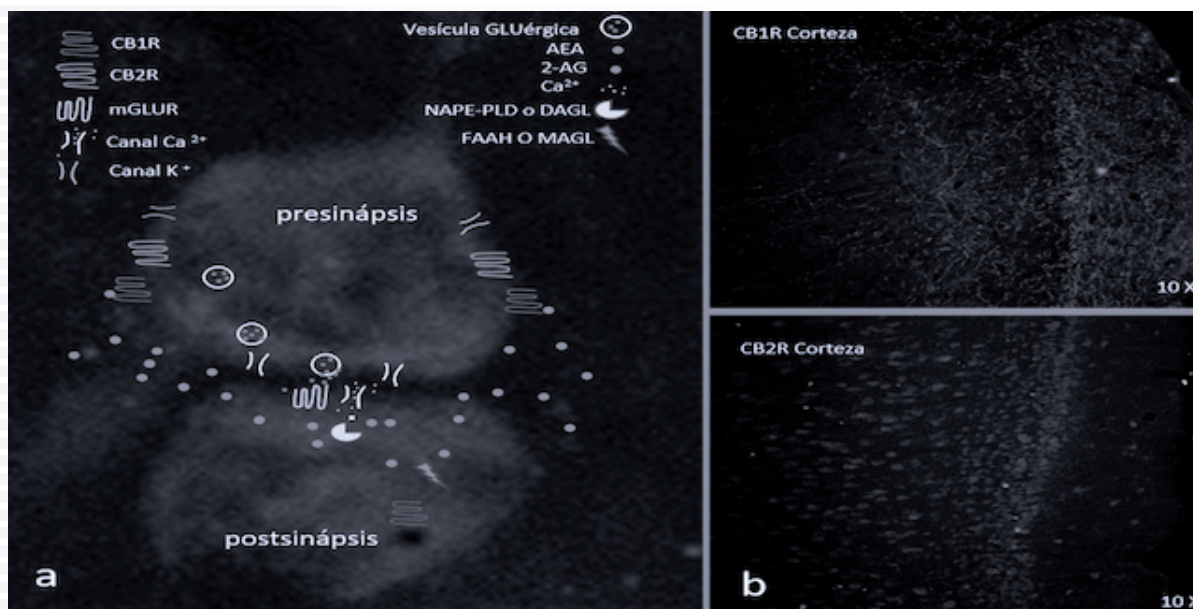 CB1R
CB2R
mGLUR
Canal Ca 2+
Canal K +
Vesícula GLUérgica
AEA
2-AG
Ca2+
NAPE-PLD o DAGL
FAAH O MAGL
presinápsis
postsinápsis
a
CB1R Corteza
10 X
CB2R Corteza
b
10 X